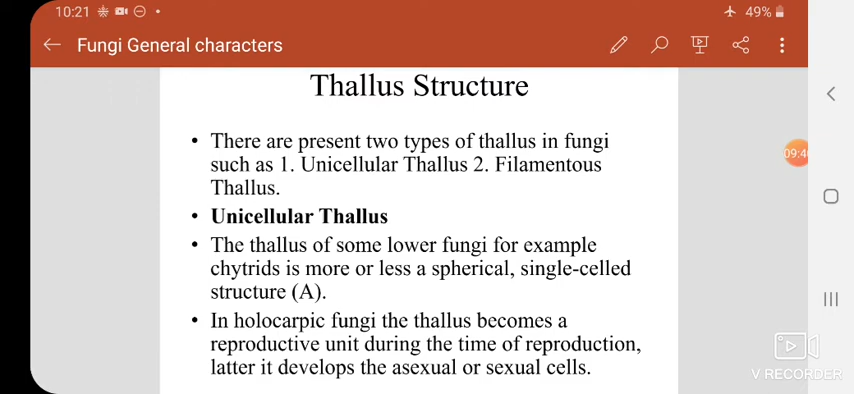 10:21
49%
Fungi General characters
Thallus Structure
• There are present two types of thallus in fungi
such as 1. Unicellular Thallus 2. Filamentous
Thallus.
• Unicellular Thallus
• The thallus of some lower fungi for example
chytrids is more or less a spherical, single-celled
structure (A).
• In holocarpic fungi the thallus becomes a
reproductive unit during the time of reproduction,
latter it develops the asexual or sexual cells.
V RECORDER